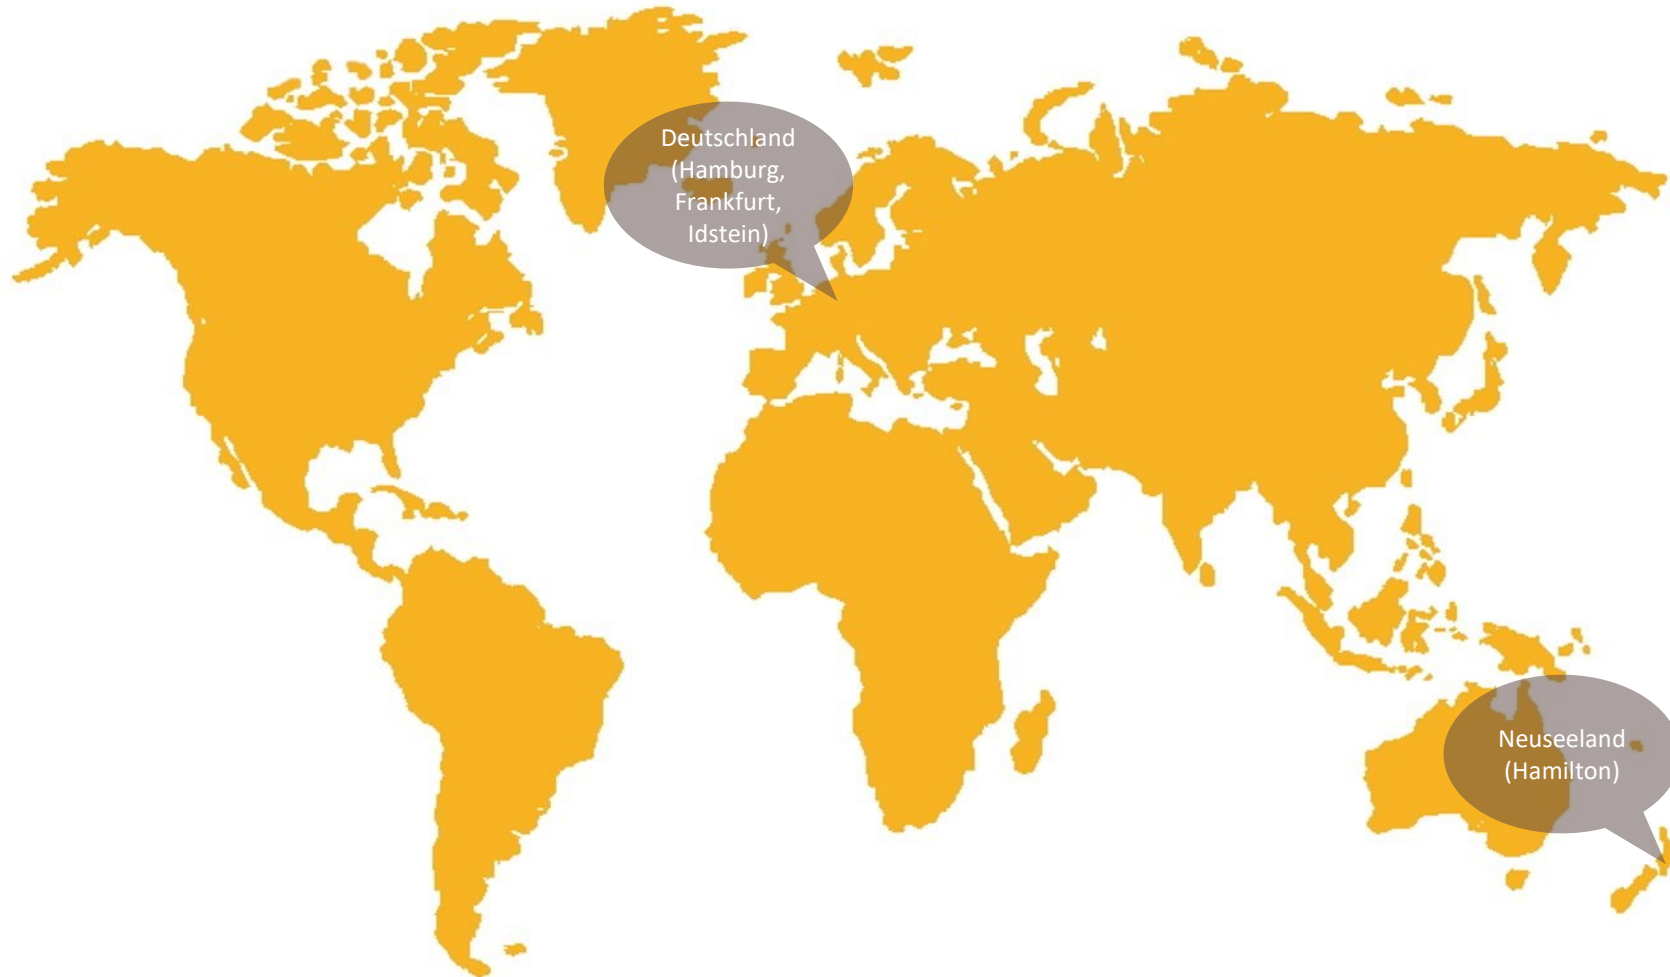 Deutschland
(Hamburg,
Frankfurt,
Idstein)
Neuseeland
(Hamilton)